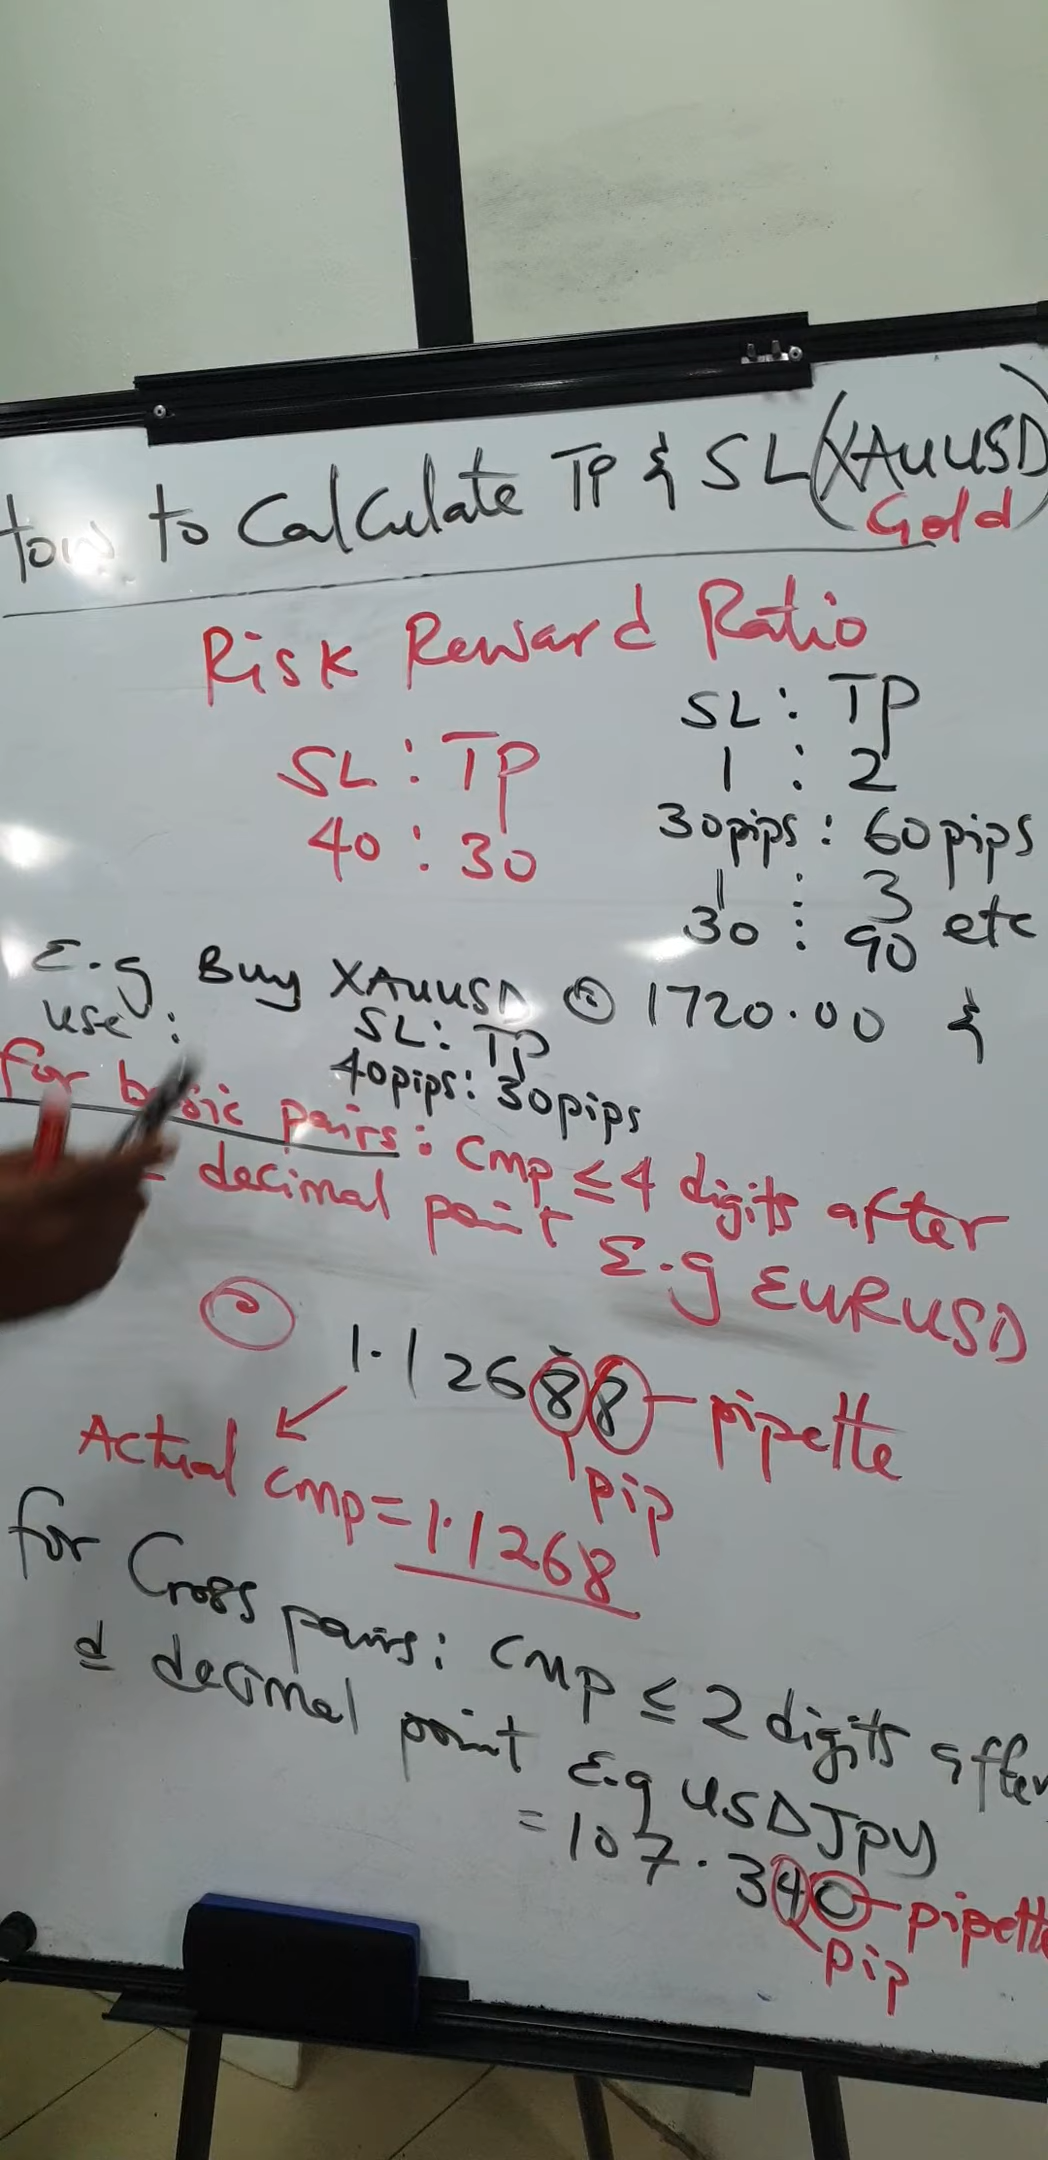 How to Calculate TP & SL (XAUUSD)
Gold
Risk Reward Ratio
SL : TP
40 : 30
SL : TP
1 : 2
30pips : 60pips
1 : 3
30 : 90 etc
E.g Buy XAUUSD @ 1720.00 &
use : SL : TP
40pips : 30pips
for basic pairs : Cmp ≤ 4 digits after
decimal point E.g EURUSD
1.12688 - pipette
pip
Actual Cmp = 1.1268
for Cross pairs : Cmp ≤ 2 digits after
d decimal point E.g USDJPY
= 107.340 - pipette
pip